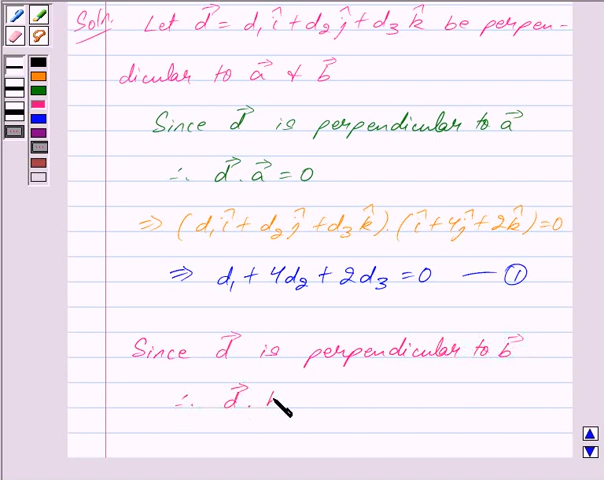 Soln. Let d⃗ = d₁î + d₂ĵ + d₃k̂ be perpen-
dicular to a⃗ & b⃗
Since d⃗ is perpendicular to a⃗
∴ d⃗ . a⃗ = 0
⇒ (d₁î + d₂ĵ + d₃k̂) . (î + 4ĵ + 2k̂) = 0
⇒ d₁ + 4d₂ + 2d₃ = 0 — ①
Since d⃗ is perpendicular to b⃗
∴ d⃗ .